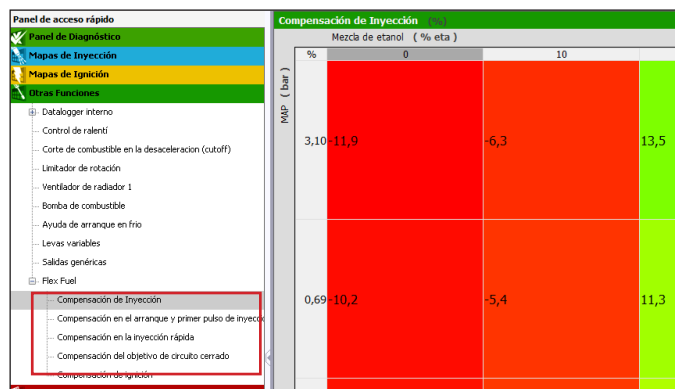 Panel de acceso rápido
Panel de Diagnóstico
Mapas de Inyección
Mapas de Ignición
Otras Funciones
Datalogger interno
Control de ralentí
Corte de combustible en la desaceleracion (cutoff)
Limitador de rotación
Ventilador de radiador 1
Bomba de combustible
Ayuda de arranque en frio
Levas variables
Salidas genéricas
Flex Fuel
Compensación de Inyección
Compensación en el arranque y primer pulso de inyecció
Compensación en la inyección rápida
Compensación del objetivo de circuito cerrado
Compensación de ignición
Compensación de Inyección (%)
Mezcla de etanol ( % eta )
% 0 10
MAP ( bar )
3,10 -11,9 -6,3 13,5
0,69 -10,2 -5,4 11,3